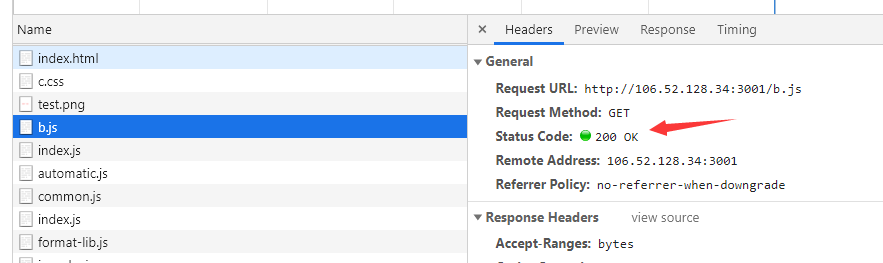 Name
index.html
c.css
test.png
b.js
index.js
automatic.js
common.js
index.js
format-lib.js
× Headers Preview Response Timing
▼ General
Request URL: http://106.52.128.34:3001/b.js
Request Method: GET
Status Code: 200 OK
Remote Address: 106.52.128.34:3001
Referrer Policy: no-referrer-when-downgrade
▼ Response Headers view source
Accept-Ranges: bytes